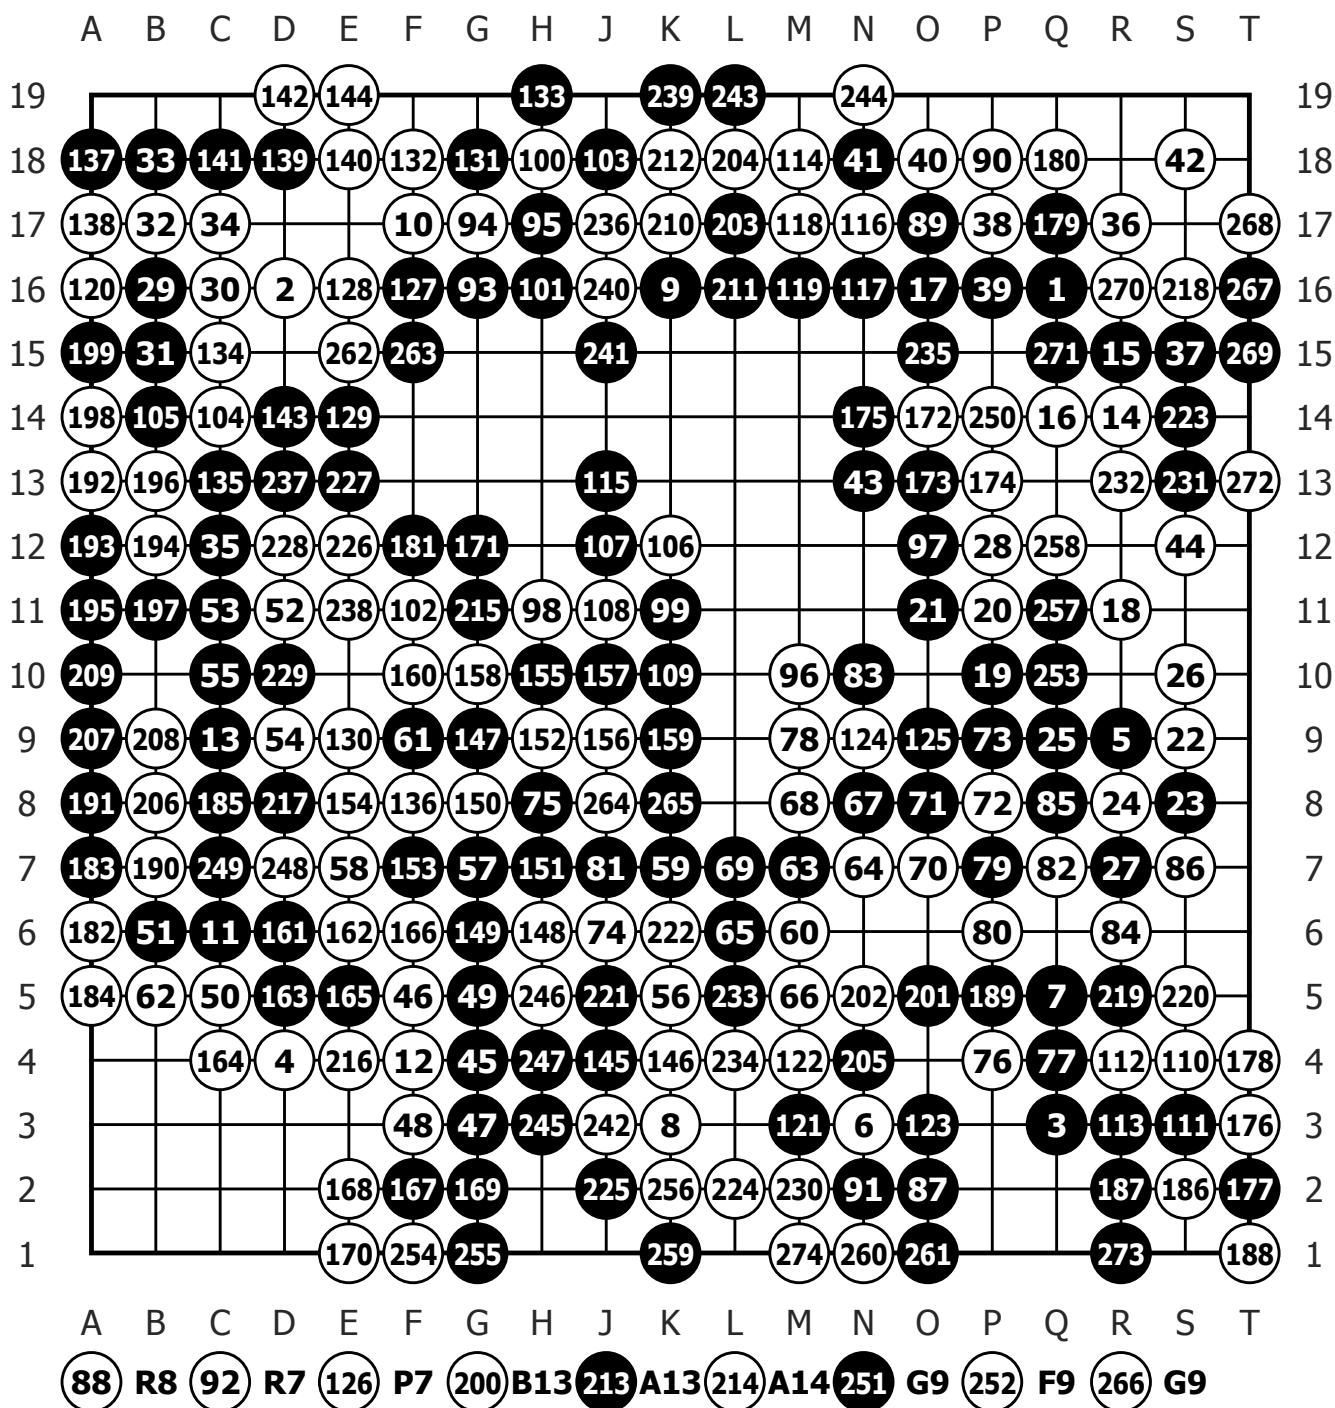 A B C D E F G H J K L M N O P Q R S T
19 142 144 133 239 243 244 19
18 137 33 141 139 140 132 131 100 103 212 204 114 41 40 90 180 42 18
17 138 32 34 10 94 95 236 210 203 118 116 89 38 179 36 268 17
16 120 29 30 2 128 127 93 101 240 9 211 119 117 17 39 1 270 218 267 16
15 199 31 134 262 263 241 235 271 15 37 269 15
14 198 105 104 143 129 175 172 250 16 14 223 14
13 192 196 135 237 227 115 43 173 174 232 231 272 13
12 193 194 35 228 226 181 171 107 106 97 28 258 44 12
11 195 197 53 52 238 102 215 98 108 99 21 20 257 18 11
10 209 55 229 160 158 155 157 109 96 83 19 253 26 10
9 207 208 13 54 130 61 147 152 156 159 78 124 125 73 25 5 22 9
8 191 206 185 217 154 136 150 75 264 265 68 67 71 72 85 24 23 8
7 183 190 249 248 58 153 57 151 81 59 69 63 64 70 79 82 27 86 7
6 182 51 11 161 162 166 149 148 74 222 65 60 80 84 6
5 184 62 50 163 165 46 49 246 221 56 233 66 202 201 189 7 219 220 5
4 164 4 216 12 45 247 145 146 234 122 205 76 77 112 110 178 4
3 48 47 245 242 8 121 6 123 3 113 111 176 3
2 168 167 169 225 256 224 230 91 87 187 186 177 2
1 170 254 255 259 274 260 261 273 188 1
A B C D E F G H J K L M N O P Q R S T
88 R8 92 R7 126 P7 200 B13 213 A13 214 A14 251 G9 252 F9 266 G9